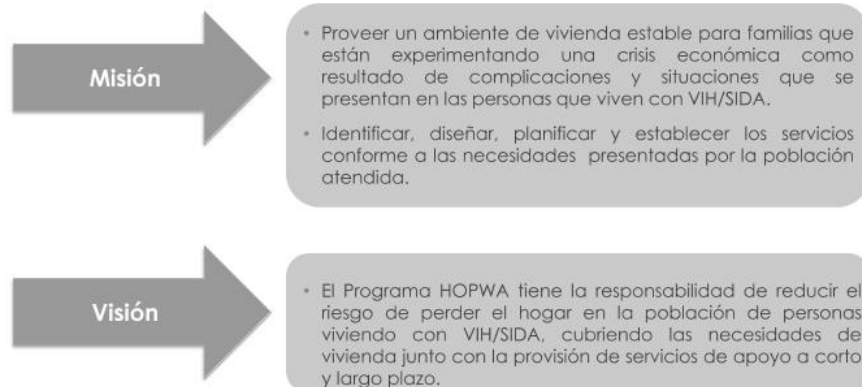 Misión
• Proveer un ambiente de vivienda estable para familias que
están experimentando una crisis económica como
resultado de complicaciones y situaciones que se
presentan en las personas que viven con VIH/SIDA.
• Identificar, diseñar, planificar y establecer los servicios
conforme a las necesidades presentadas por la población
atendida.
Visión
• El Programa HOPWA tiene la responsabilidad de reducir el
riesgo de perder el hogar en la población de personas
viviendo con VIH/SIDA, cubriendo las necesidades de
vivienda junto con la provisión de servicios de apoyo a corto
y largo plazo.